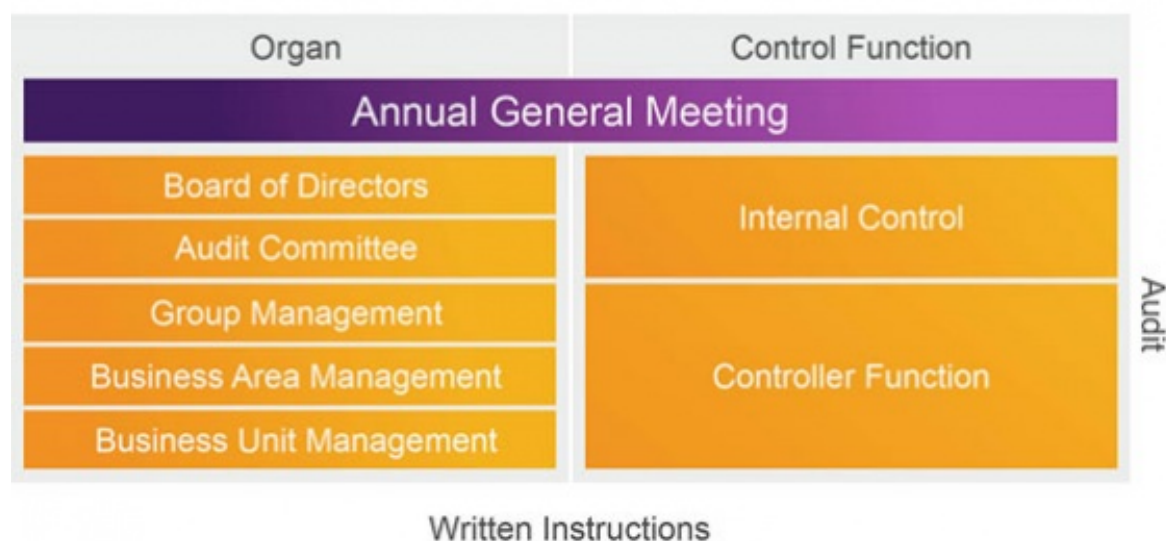 Organ
Control Function
Annual General Meeting
Board of Directors
Audit Committee
Group Management
Business Area Management
Business Unit Management
Internal Control
Controller Function
Audit
Written Instructions